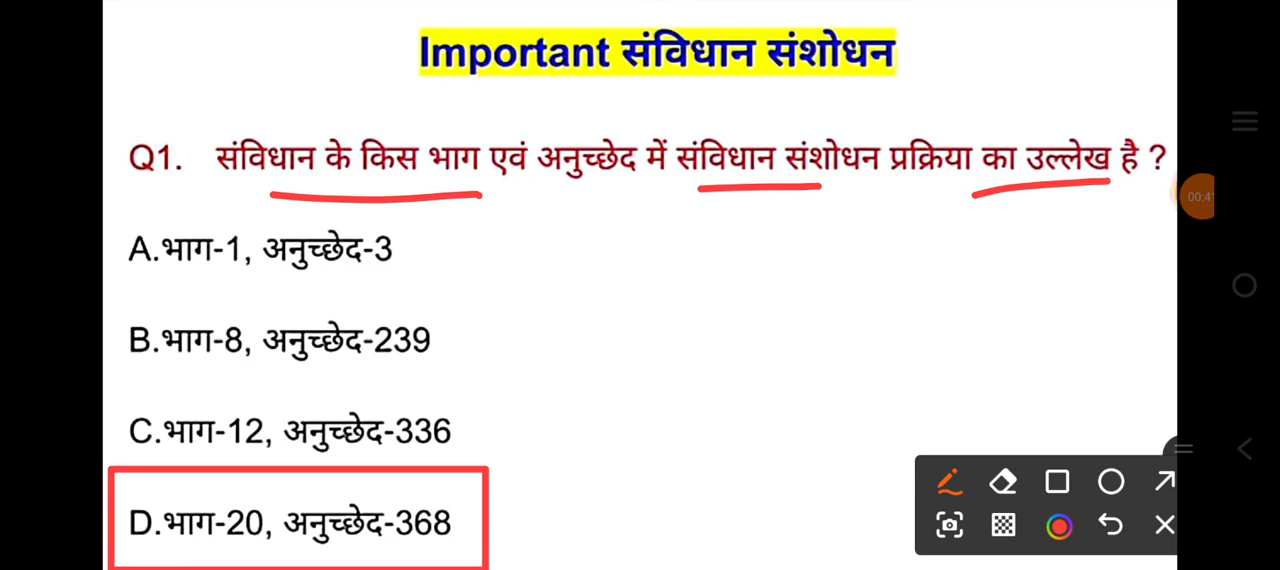 Important संविधान संशोधन
Q1. संविधान के किस भाग एवं अनुच्छेद में संविधान संशोधन प्रक्रिया का उल्लेख है ?
A.भाग-1, अनुच्छेद-3
B.भाग-8, अनुच्छेद-239
C.भाग-12, अनुच्छेद-336
D.भाग-20, अनुच्छेद-368